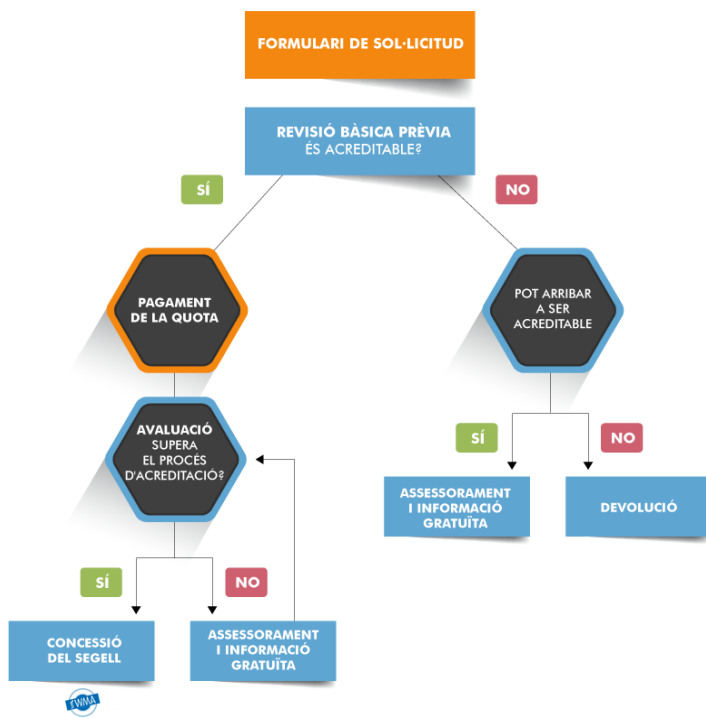 FORMULARI DE SOL·LICITUD
REVISIÓ BÀSICA PRÈVIA
ÉS ACREDITABLE?
SÍ
NO
PAGAMENT
DE LA QUOTA
POT ARRIBAR
A SER
ACREDITABLE
AVALUACIÓ
SUPERA
EL PROCÉS
D'ACREDITACIÓ?
SÍ
NO
ASSESSORAMENT
I INFORMACIÓ
GRATUÏTA
DEVOLUCIÓ
SÍ
NO
CONCESSIÓ
DEL SEGELL
ASSESSORAMENT
I INFORMACIÓ
GRATUÏTA
WMA